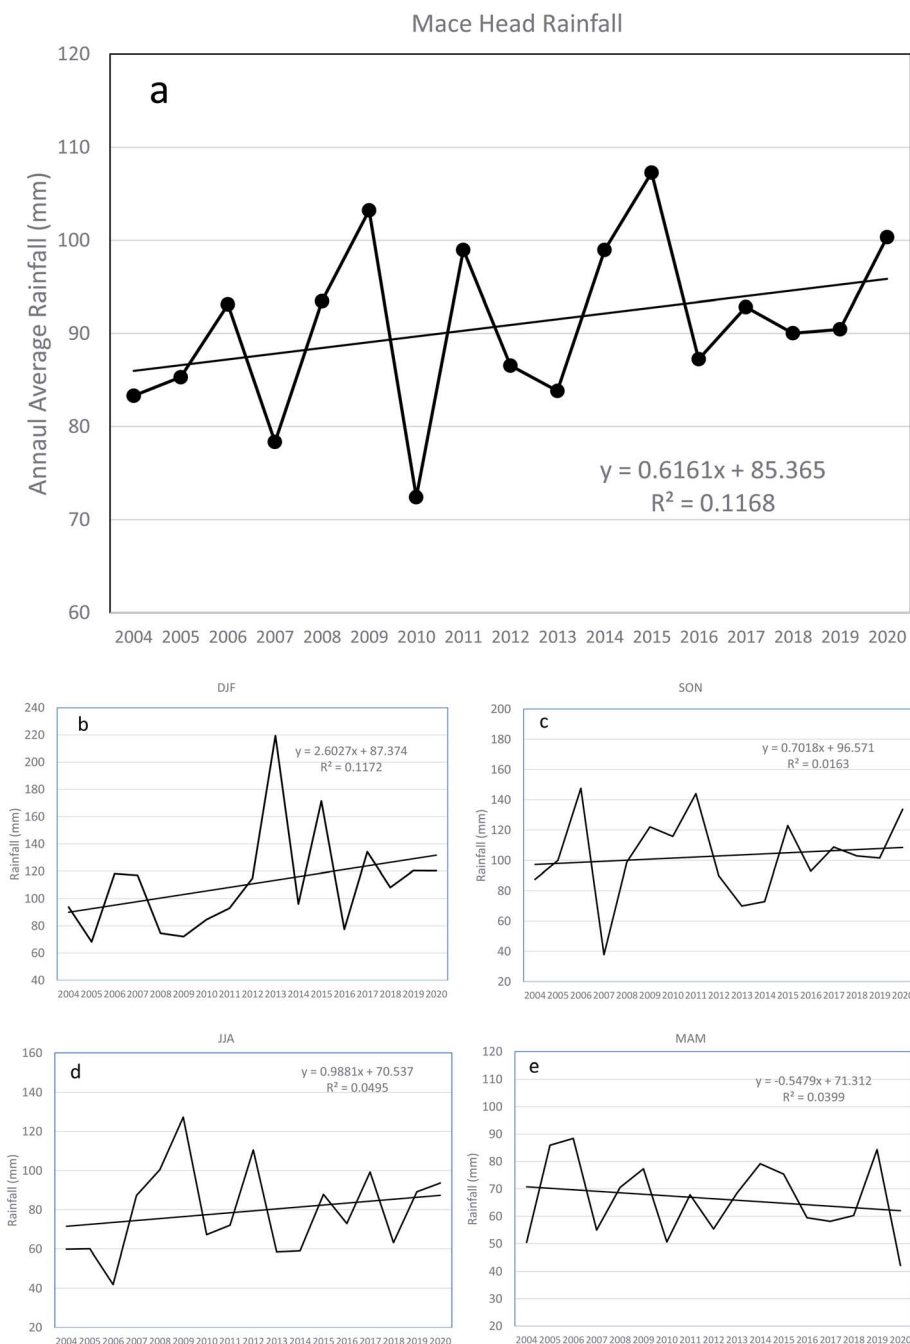 Mace Head Rainfall
a
Annaul Average Rainfall (mm)
120
110
100
90
80
70
60
y = 0.6161x + 85.365
R² = 0.1168
2004 2005 2006 2007 2008 2009 2010 2011 2012 2013 2014 2015 2016 2017 2018 2019 2020
DJF
b
Rainfall (mm)
240
220
200
180
160
140
120
100
80
60
40
y = 2.6027x + 87.374
R² = 0.1172
2004 2005 2006 2007 2008 2009 2010 2011 2012 2013 2014 2015 2016 2017 2018 2019 2020
SON
c
Rainfall (mm)
200
180
160
140
120
100
80
60
40
20
y = 0.7018x + 96.571
R² = 0.0163
2004 2005 2006 2007 2008 2009 2010 2011 2012 2013 2014 2015 2016 2017 2018 2019 2020
JJA
d
Rainfall (mm)
160
140
120
100
80
60
40
20
y = 0.9881x + 70.537
R² = 0.0495
2004 2005 2006 2007 2008 2009 2010 2011 2012 2013 2014 2015 2016 2017 2018 2019 2020
MAM
e
Rainfall (mm)
120
110
100
90
80
70
60
50
40
30
20
y = -0.5479x + 71.312
R² = 0.0399
2004 2005 2006 2007 2008 2009 2010 2011 2012 2013 2014 2015 2016 2017 2018 2019 2020